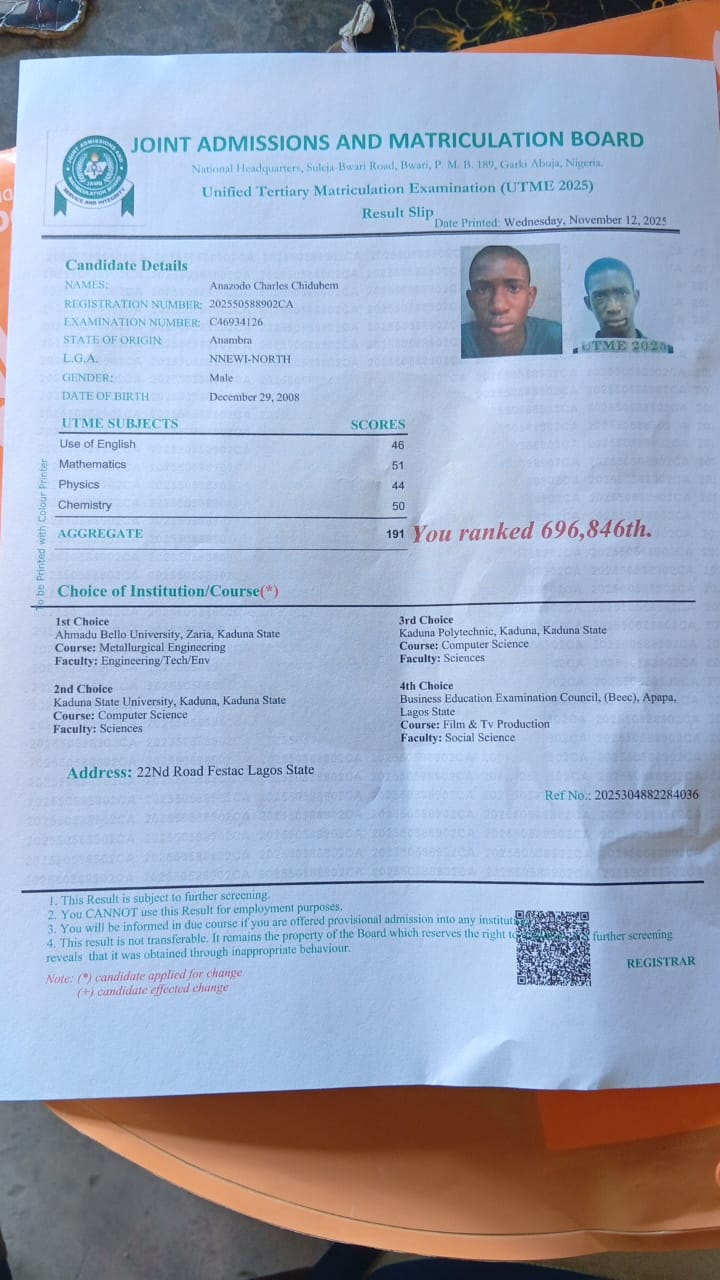 JOINT ADMISSIONS AND MATRICULATION BOARD
National Headquarters, Suleja-Bwari Road, Bwari, P. M. B. 189, Garki Abuja, Nigeria.
Unified Tertiary Matriculation Examination (UTME 2025)
Result Slip
Date Printed: Wednesday, November 12, 2025
JOINT ADMISSIONS AND MATRICULATION BOARD
JAMB
SERVICE AND INTEGRITY
Candidate Details
NAMES: Anazodo Charles Chidubem
REGISTRATION NUMBER: 202550588902CA
EXAMINATION NUMBER: C46934126
STATE OF ORIGIN Anambra
L.G.A. NNEWI-NORTH
GENDER: Male
DATE OF BIRTH December 29, 2008
UTME 2025
UTME SUBJECTS SCORES
Use of English 46
Mathematics 51
Physics 44
Chemistry 50
AGGREGATE 191 You ranked 696,846th.
To be Printed with Colour Printer
Choice of Institution/Course(*)
1st Choice
Ahmadu Bello University, Zaria, Kaduna State
Course: Metallurgical Engineering
Faculty: Engineering/Tech/Env
2nd Choice
Kaduna State University, Kaduna, Kaduna State
Course: Computer Science
Faculty: Sciences
3rd Choice
Kaduna Polytechnic, Kaduna, Kaduna State
Course: Computer Science
Faculty: Sciences
4th Choice
Business Education Examination Council, (Beec), Apapa,
Lagos State
Course: Film & Tv Production
Faculty: Social Science
Address: 22Nd Road Festac Lagos State
Ref No.: 2025304882284036
1. This Result is subject to further screening.
2. You CANNOT use this Result for employment purposes.
3. You will be informed in due course if you are offered provisional admission into any institut
4. This result is not transferable. It remains the property of the Board which reserves the right to further screening
reveals that it was obtained through inappropriate behaviour.
REGISTRAR
Note: (*) candidate applied for change
(+) candidate effected change